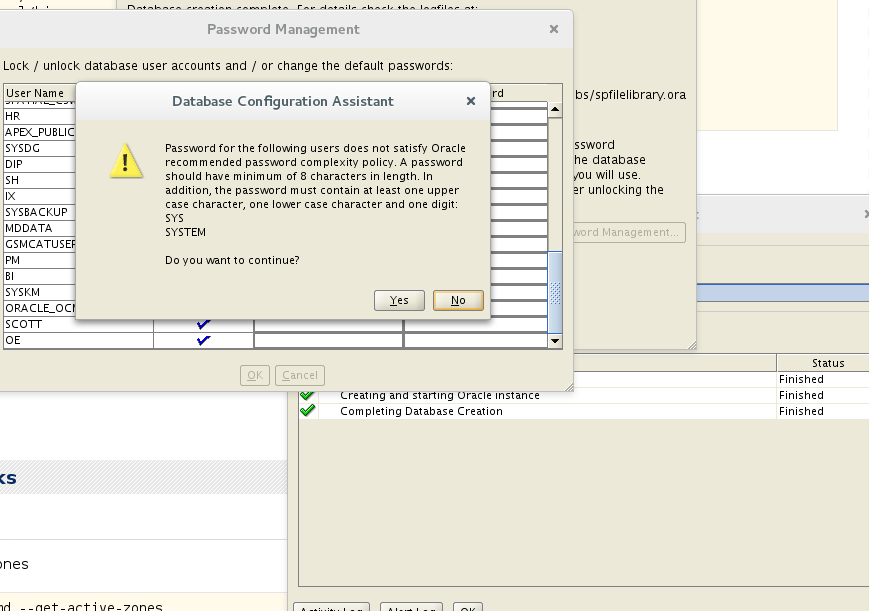 Database creation complete. For details check the logfiles at:
Password Management
Lock / unlock database user accounts and / or change the default passwords:
User Name
rd
HR
APEX_PUBLIC
SYSDG
DIP
SH
IX
SYSBACKUP
MDDATA
GSMCATUSER
PM
BI
SYSKM
ORACLE_OCM
SCOTT
OE
OK
Cancel
Database Configuration Assistant
Password for the following users does not satisfy Oracle
recommended password complexity policy. A password
should have minimum of 8 characters in length. In
addition, the password must contain at least one upper
case character, one lower case character and one digit:
SYS
SYSTEM
Do you want to continue?
Yes
No
bs/spfilelibrary.ora
ssword
he database
you will use.
er unlocking the
word Management...
Status
Finished
Creating and starting Oracle instance
Finished
Completing Database Creation
Finished
Activity Log
Alert Log
OK
ks
ones
nd --get-active-zones